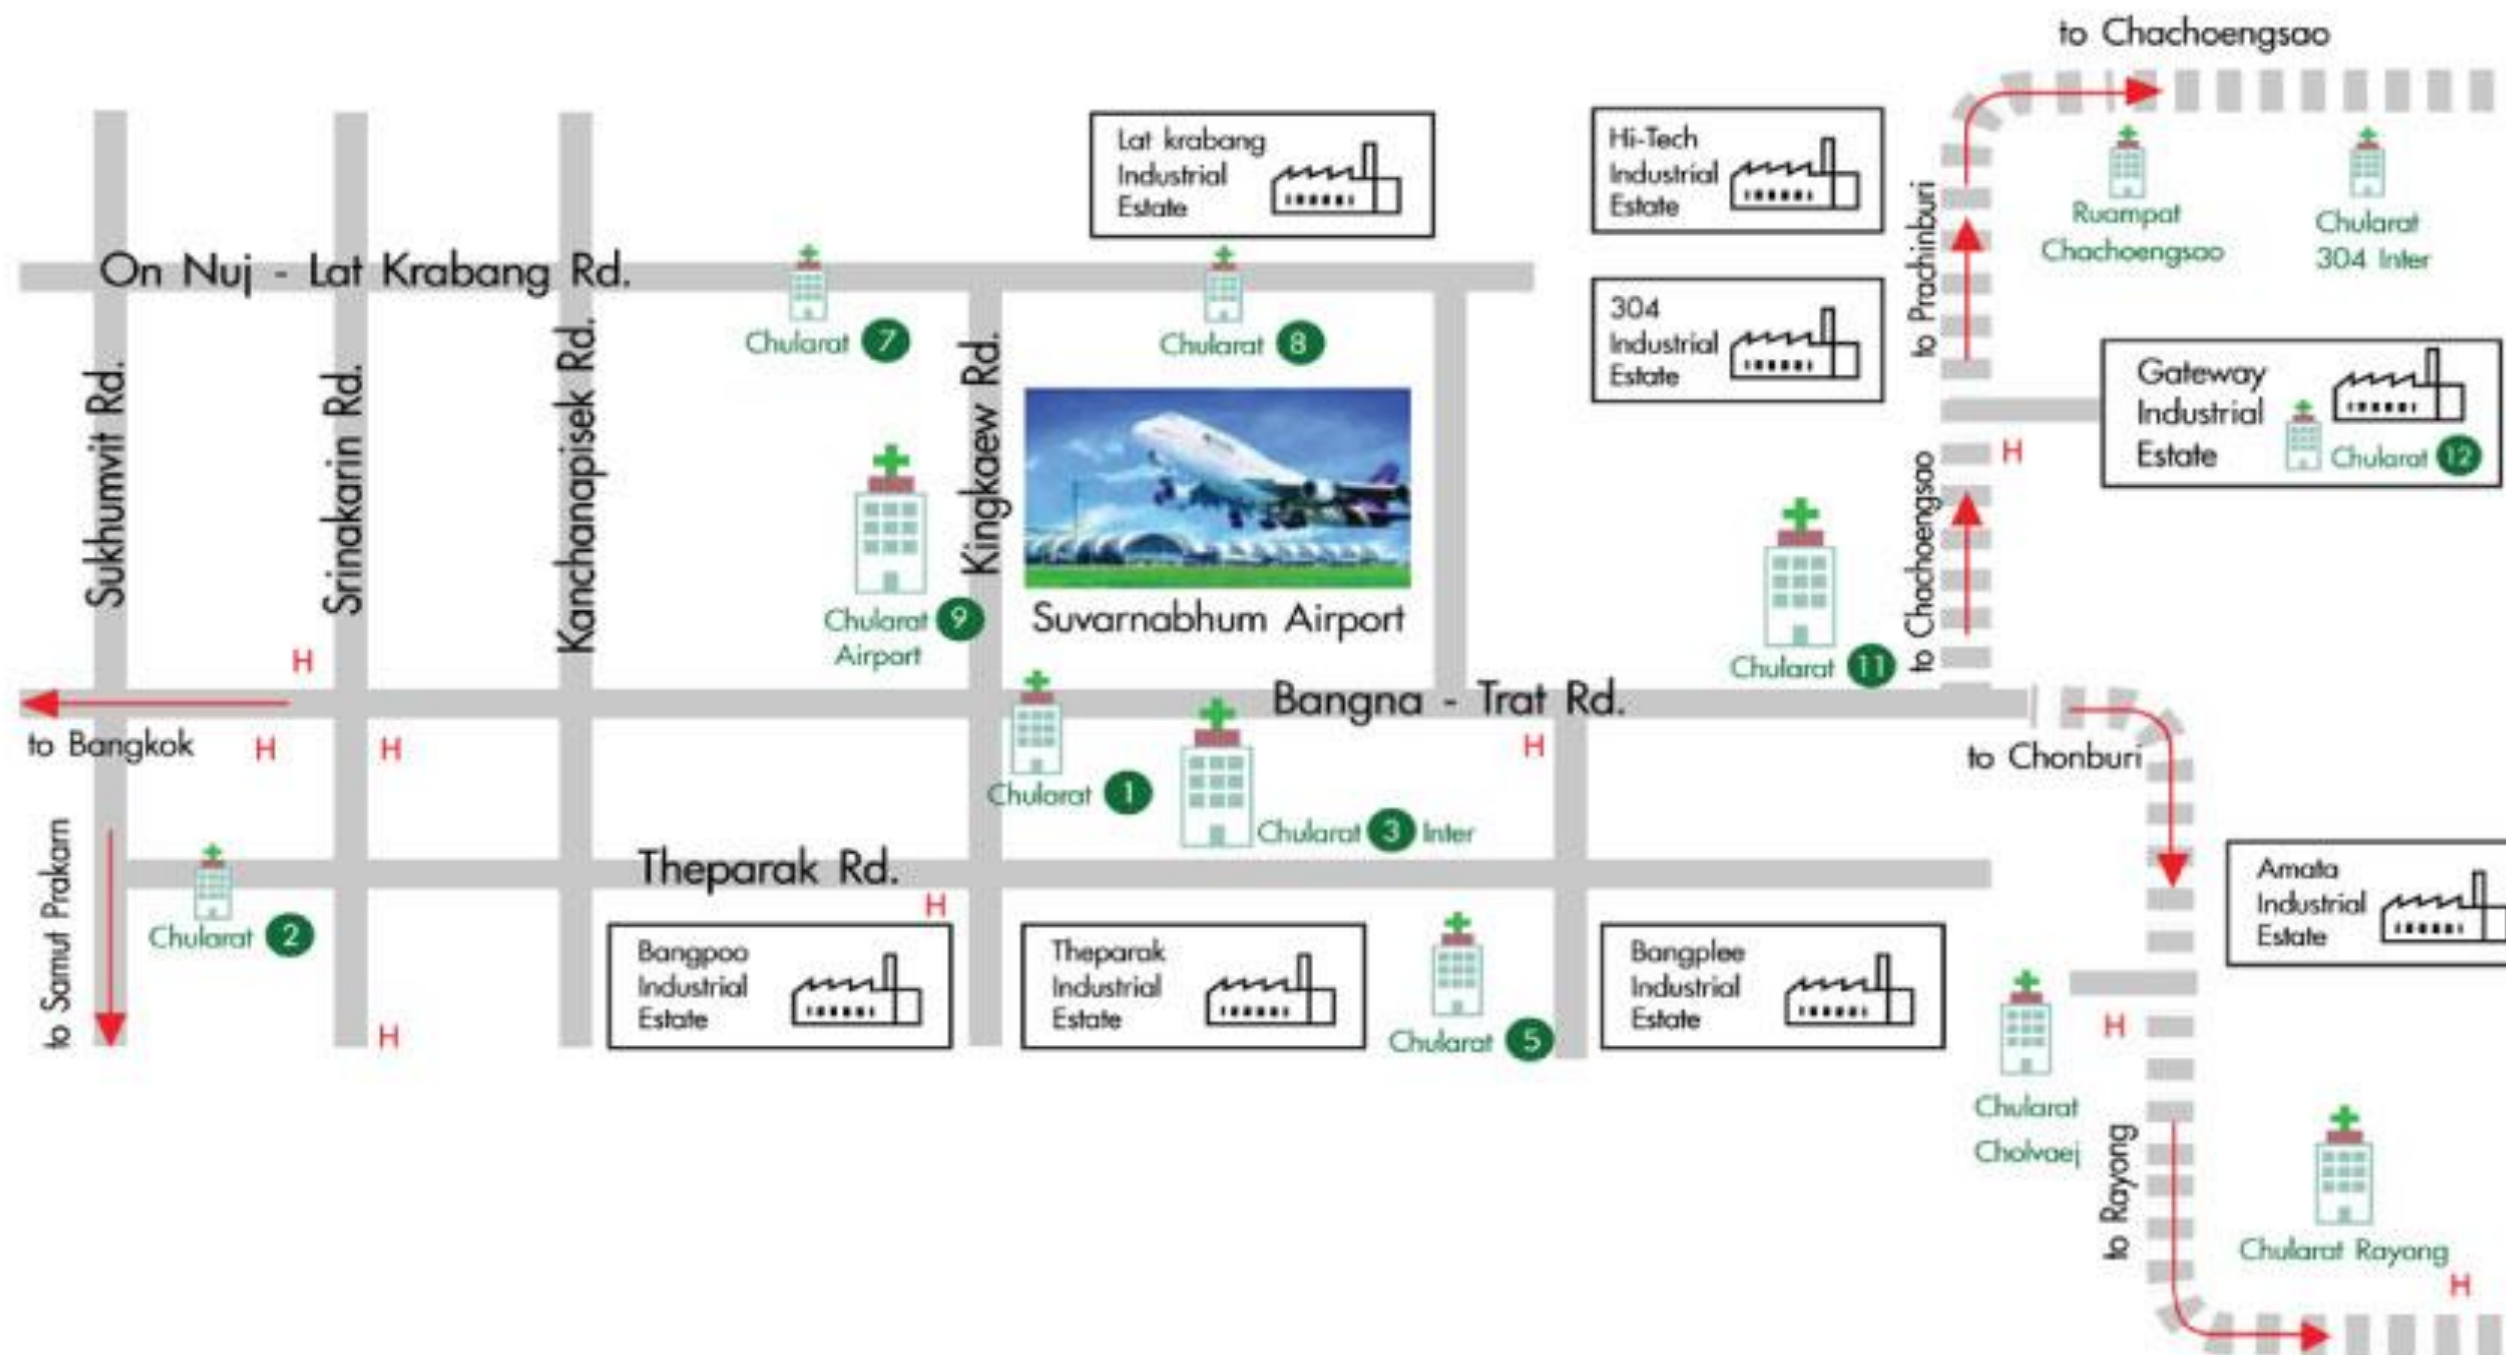 to Chachoengsao
Lat krabang
Industrial
Estate
Hi-Tech
Industrial
Estate
to Prachinburi
Ruampat
Chachoengsao
Chularat
304 Inter
On Nuj - Lat Krabang Rd.
Chularat 7
Chularat 8
304
Industrial
Estate
Sukhumvit Rd.
Srinakarin Rd.
Kanchanapisek Rd.
Kingkaew Rd.
Gateway
Industrial
Estate
Chularat 12
H
to Chachoengsao
Chularat 9
Airport
Suvarnabhum Airport
Chularat 11
H
Bangna - Trat Rd.
to Bangkok
H
H
H
to Chonburi
Chularat 1
Chularat 3 Inter
to Samut Prakarn
Theparak Rd.
H
Chularat 2
Bangpoo
Industrial
Estate
Theparak
Industrial
Estate
Chularat 5
Bangplee
Industrial
Estate
Amata
Industrial
Estate
H
H
Chularat
Cholvaej
to Rayong
Chularat Rayong
H